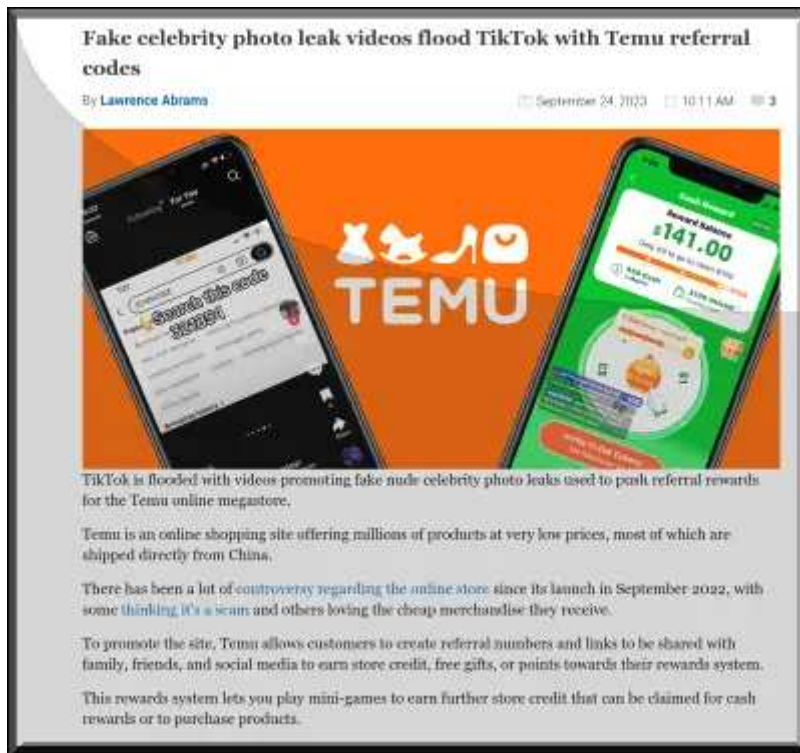 Fake celebrity photo leak videos flood TikTok with Temu referral
codes
By Lawrence Abrams
September 24, 2023 10:11 AM 3
For You
Search this code
Cash Reward
Reward Balance
$141.00
TEMU
TikTok is flooded with videos promoting fake nude celebrity photo leaks used to push referral rewards
for the Temu online megastore.
Temu is an online shopping site offering millions of products at very low prices, most of which are
shipped directly from China.
There has been a lot of controversy regarding the online store since its launch in September 2022, with
some thinking it's a scam and others loving the cheap merchandise they receive.
To promote the site, Temu allows customers to create referral numbers and links to be shared with
family, friends, and social media to earn store credit, free gifts, or points towards their rewards system.
This rewards system lets you play mini-games to earn further store credit that can be claimed for cash
rewards or to purchase products.